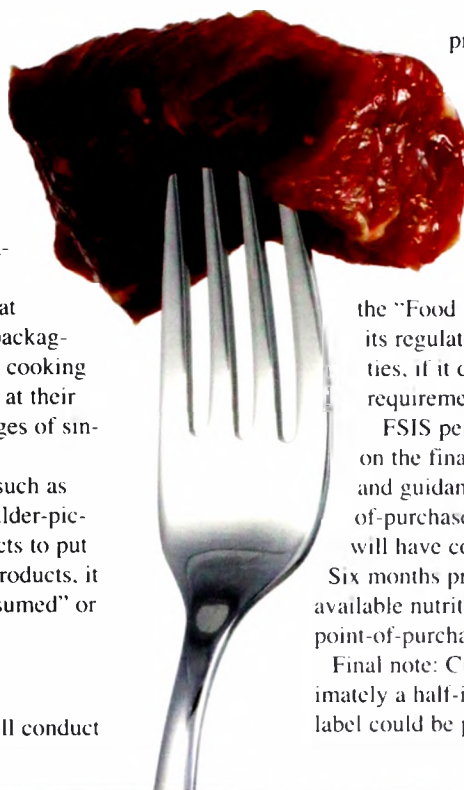 at
packag-
cooking
at their
ges of sin-
such as
ulder-pic-
cts to put
roducts, it
sumed" or
ll conduct
pr
the "Food
its regulat
ties, if it c
requireme
FSIS pe
on the fina
and guidan
of-purchase
will have co
Six months pr
available nutrit
point-of-purcha
Final note: C
imately a half-i
label could be p